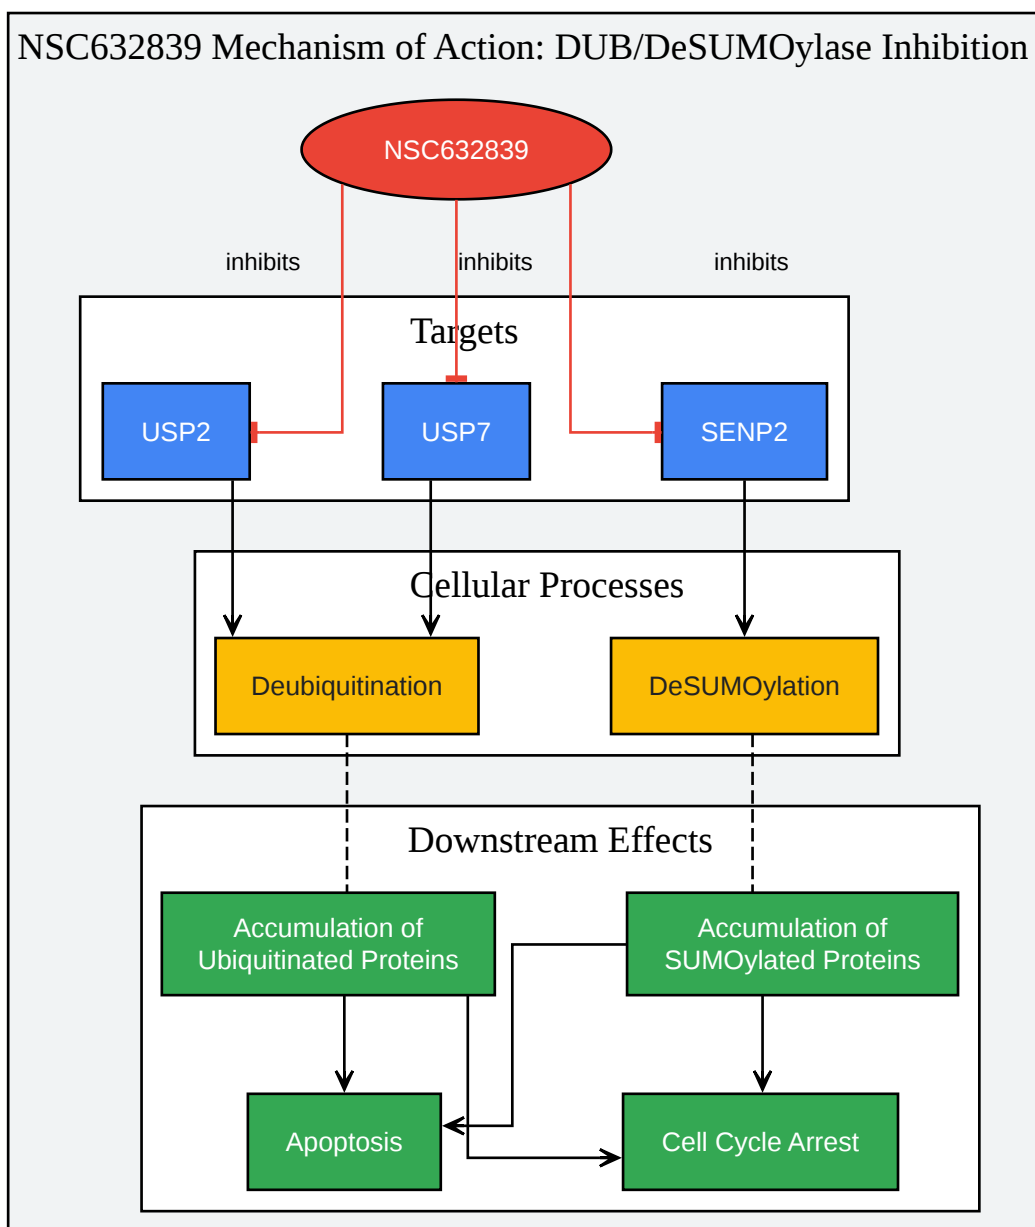 NSC632839 Mechanism of Action: DUB/DeSUMOylase Inhibition
NSC632839
inhibits
inhibits
inhibits
Targets
USP2
USP7
SENP2
Cellular Processes
Deubiquitination
DeSUMOylation
Downstream Effects
Accumulation of
Ubiquitinated Proteins
Accumulation of
SUMOylated Proteins
Apoptosis
Cell Cycle Arrest